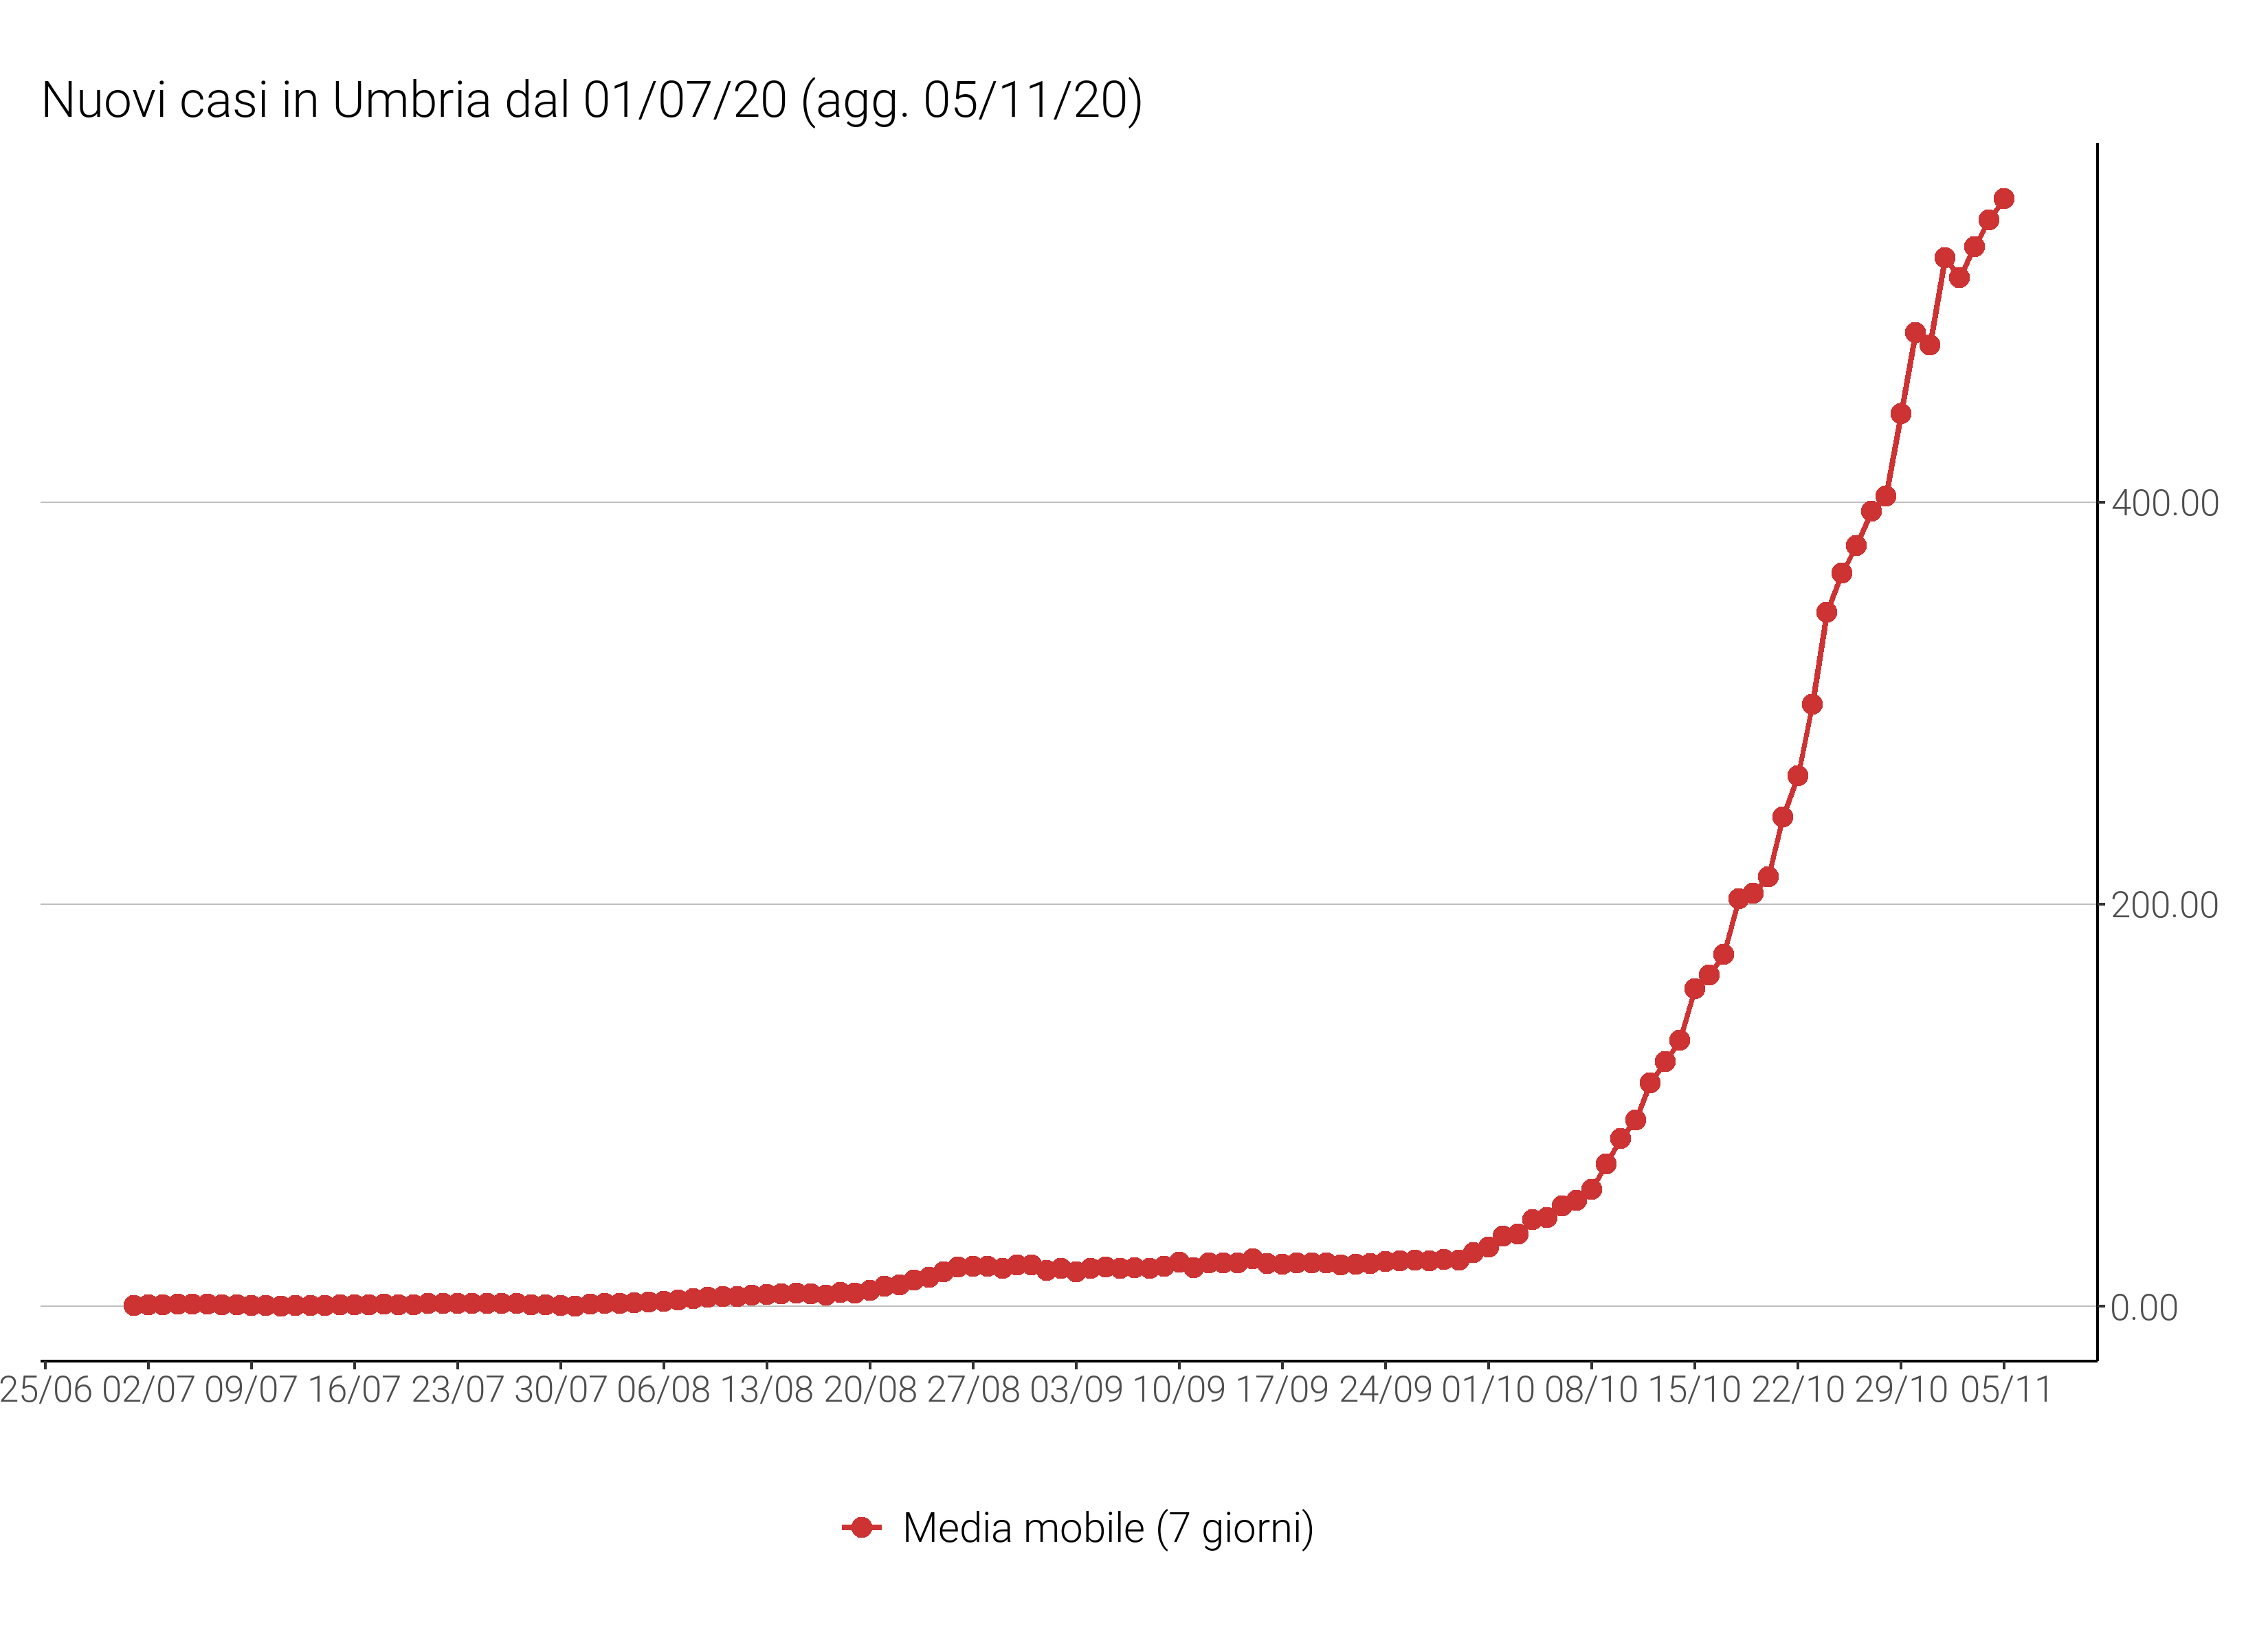 Nuovi casi in Umbria dal 01/07/20 (agg. 05/11/20)
400.00
200.00
0.00
25/06 02/07 09/07 16/07 23/07 30/07 06/08 13/08 20/08 27/08 03/09 10/09 17/09 24/09 01/10 08/10 15/10 22/10 29/10 05/11
Media mobile (7 giorni)